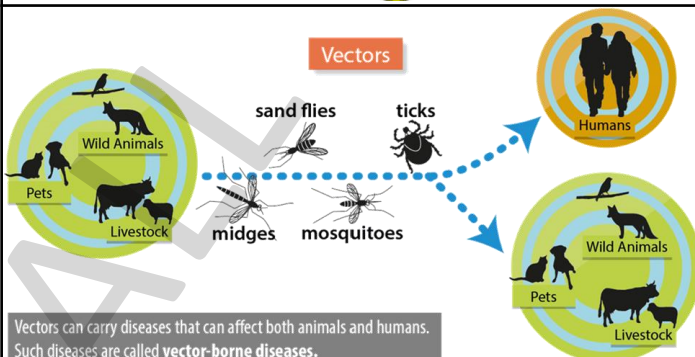 Vectors
sand flies
ticks
Humans
Wild Animals
Pets
Livestock
midges
mosquitoes
Wild Animals
Pets
Livestock
Vectors can carry diseases that can affect both animals and humans.
Such diseases are called vector-borne diseases.